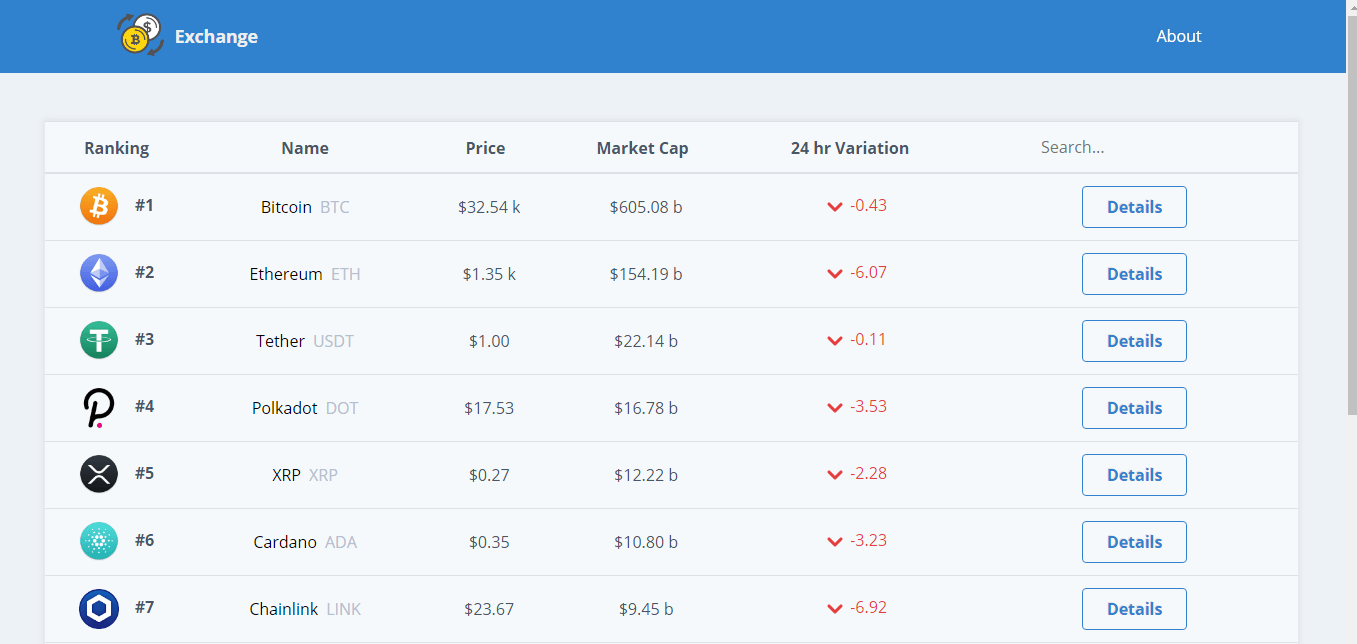 Exchange About
Ranking Name Price Market Cap 24 hr Variation Search...
#1 Bitcoin BTC $32.54 k $605.08 b -0.43 Details
#2 Ethereum ETH $1.35 k $154.19 b -6.07 Details
#3 Tether USDT $1.00 $22.14 b -0.11 Details
#4 Polkadot DOT $17.53 $16.78 b -3.53 Details
#5 XRP XRP $0.27 $12.22 b -2.28 Details
#6 Cardano ADA $0.35 $10.80 b -3.23 Details
#7 Chainlink LINK $23.67 $9.45 b -6.92 Details